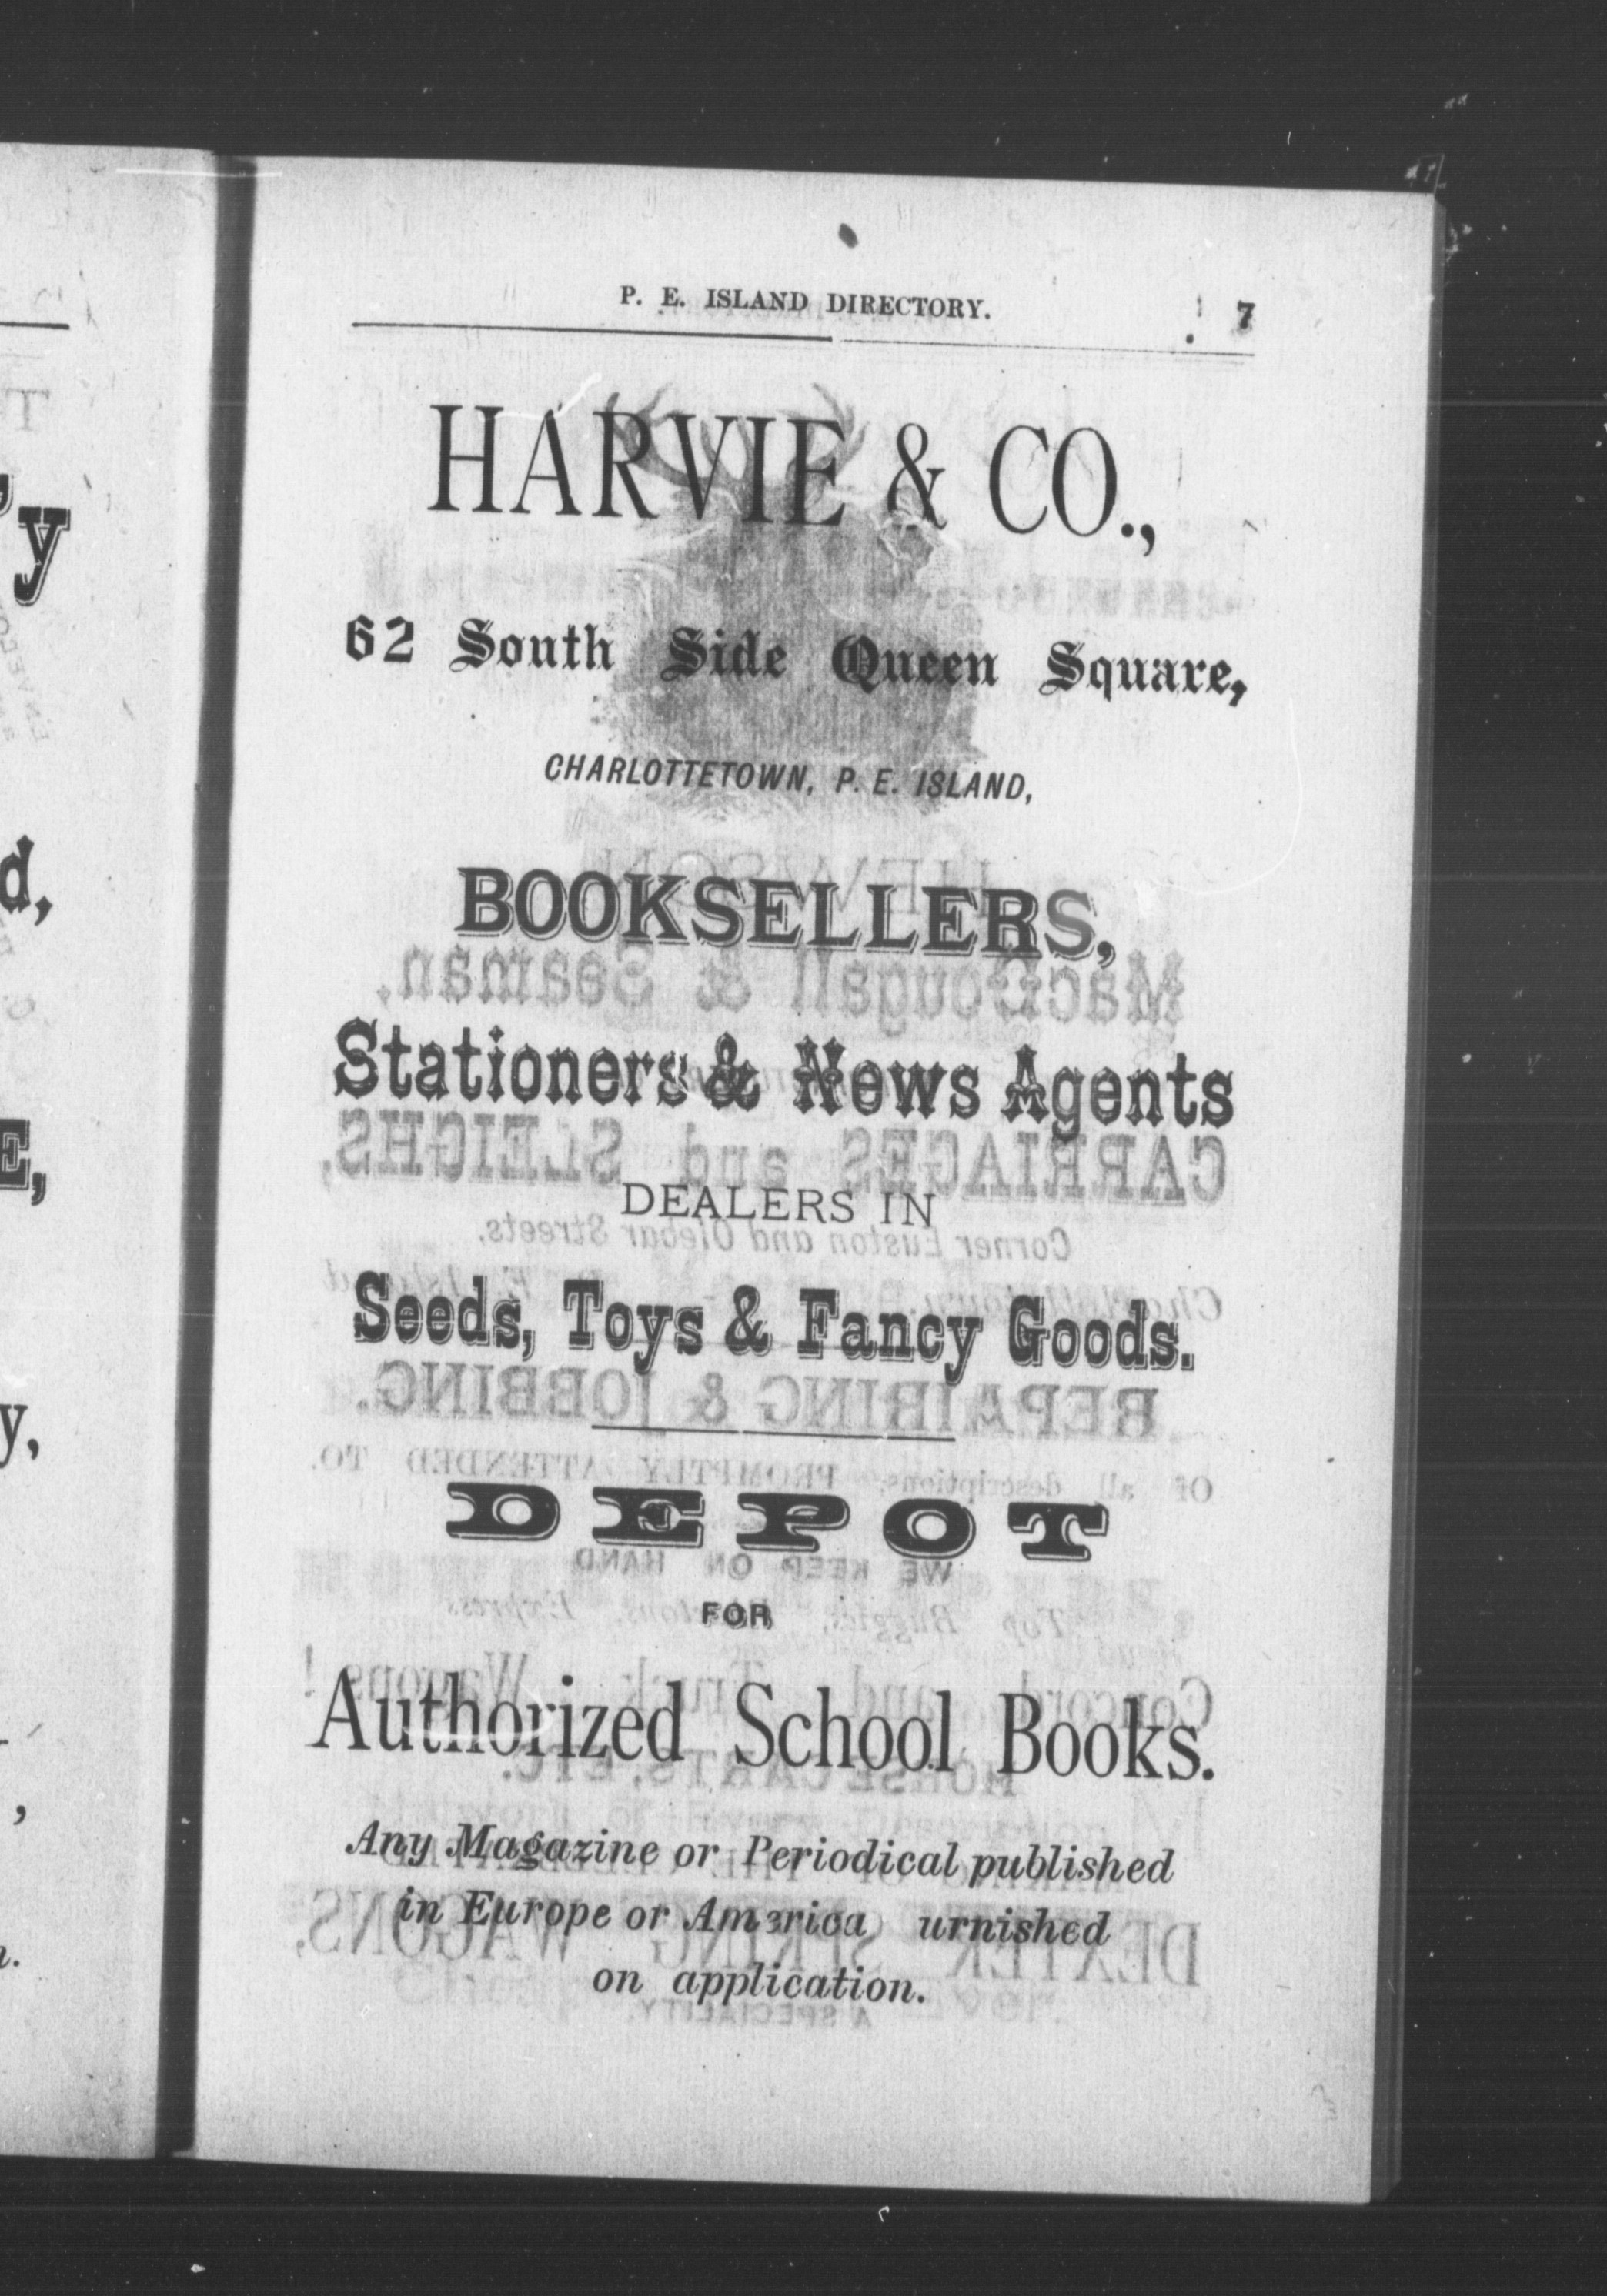 P. E. ISLAND DIRECTORY. 7
HARVIE & CO.,
62 South Side Queen Square,
CHARLOTTETOWN, P. E. ISLAND,
BOOKSELLERS,
Stationers & News Agents
DEALERS IN
Seeds, Toys & Fancy Goods.
DEPOT
FOR
Authorized School Books.
Any Magazine or Periodical published
in Europe or America urnished
on application.